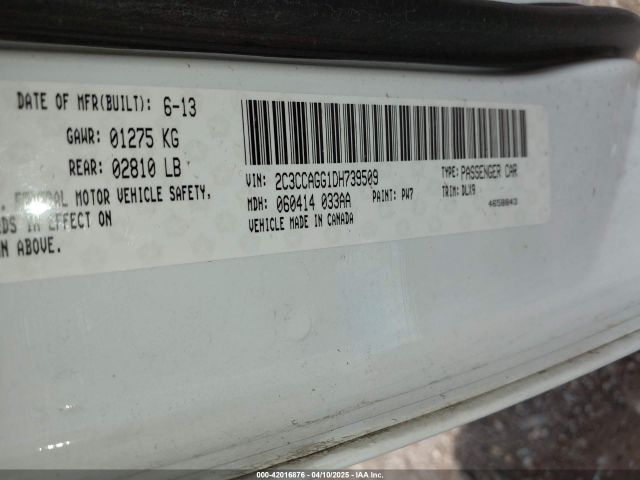 DATE OF MFR(BUILT): 6-13
GAWR: 01275 KG
REAR: 02810 LB
MOTOR VEHICLE SAFETY,
IN EFFECT ON
ABOVE.
VIN: 2C3CCAGG1DH739509
TYPE: PASSENGER CAR
MDH: 060414 033AA PAINT: PW7
TRIM: DLX9
VEHICLE MADE IN CANADA
4658843
000-42016876 - 04/10/2025 - IAA Inc.